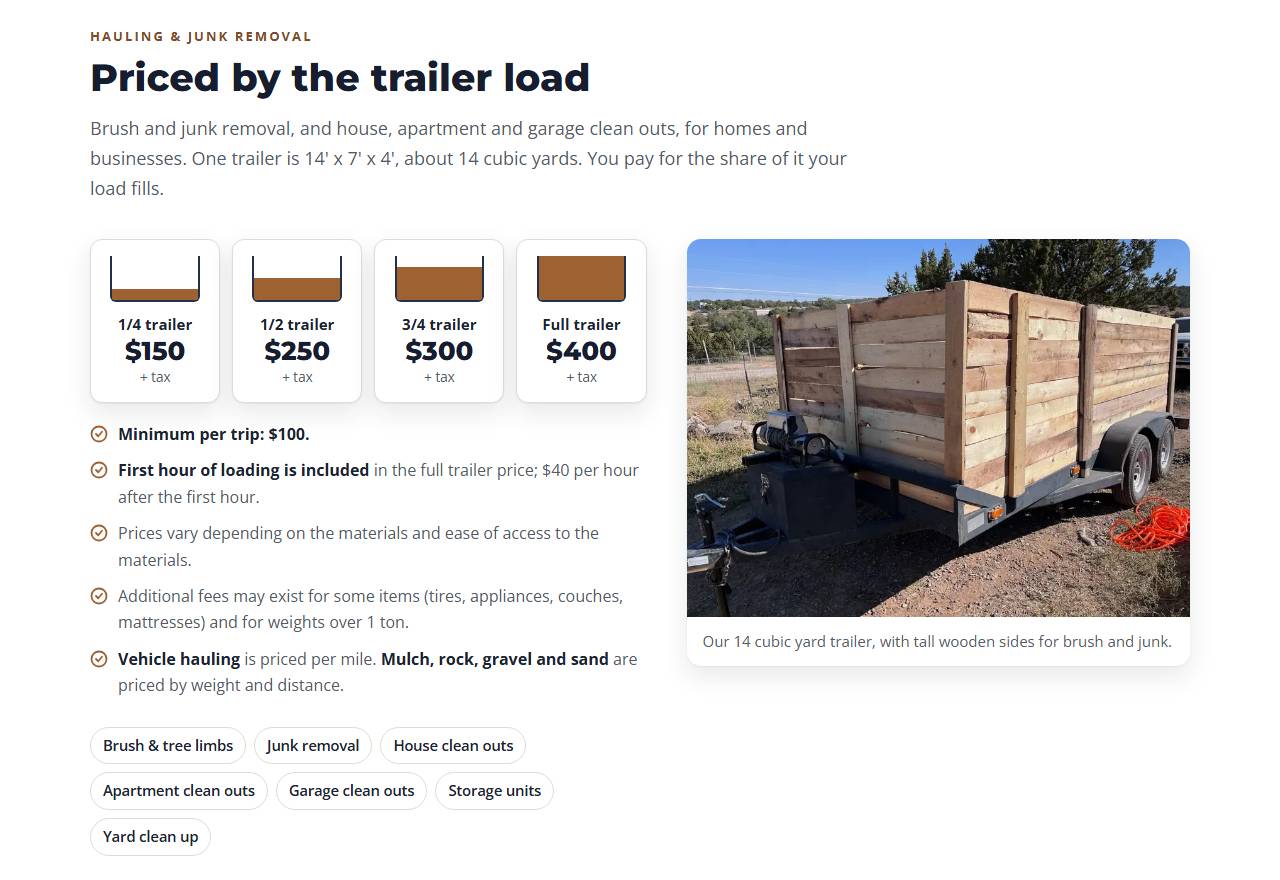 HAULING & JUNK REMOVAL
Priced by the trailer load
Brush and junk removal, and house, apartment and garage clean outs, for homes and
businesses. One trailer is 14' x 7' x 4', about 14 cubic yards. You pay for the share of it your
load fills.
1/4 trailer
$150
+ tax
1/2 trailer
$250
+ tax
3/4 trailer
$300
+ tax
Full trailer
$400
+ tax
Minimum per trip: $100.
First hour of loading is included in the full trailer price; $40 per hour
after the first hour.
Prices vary depending on the materials and ease of access to the
materials.
Additional fees may exist for some items (tires, appliances, couches,
mattresses) and for weights over 1 ton.
Vehicle hauling is priced per mile. Mulch, rock, gravel and sand are
priced by weight and distance.
Brush & tree limbs
Junk removal
House clean outs
Apartment clean outs
Garage clean outs
Storage units
Yard clean up
Our 14 cubic yard trailer, with tall wooden sides for brush and junk.